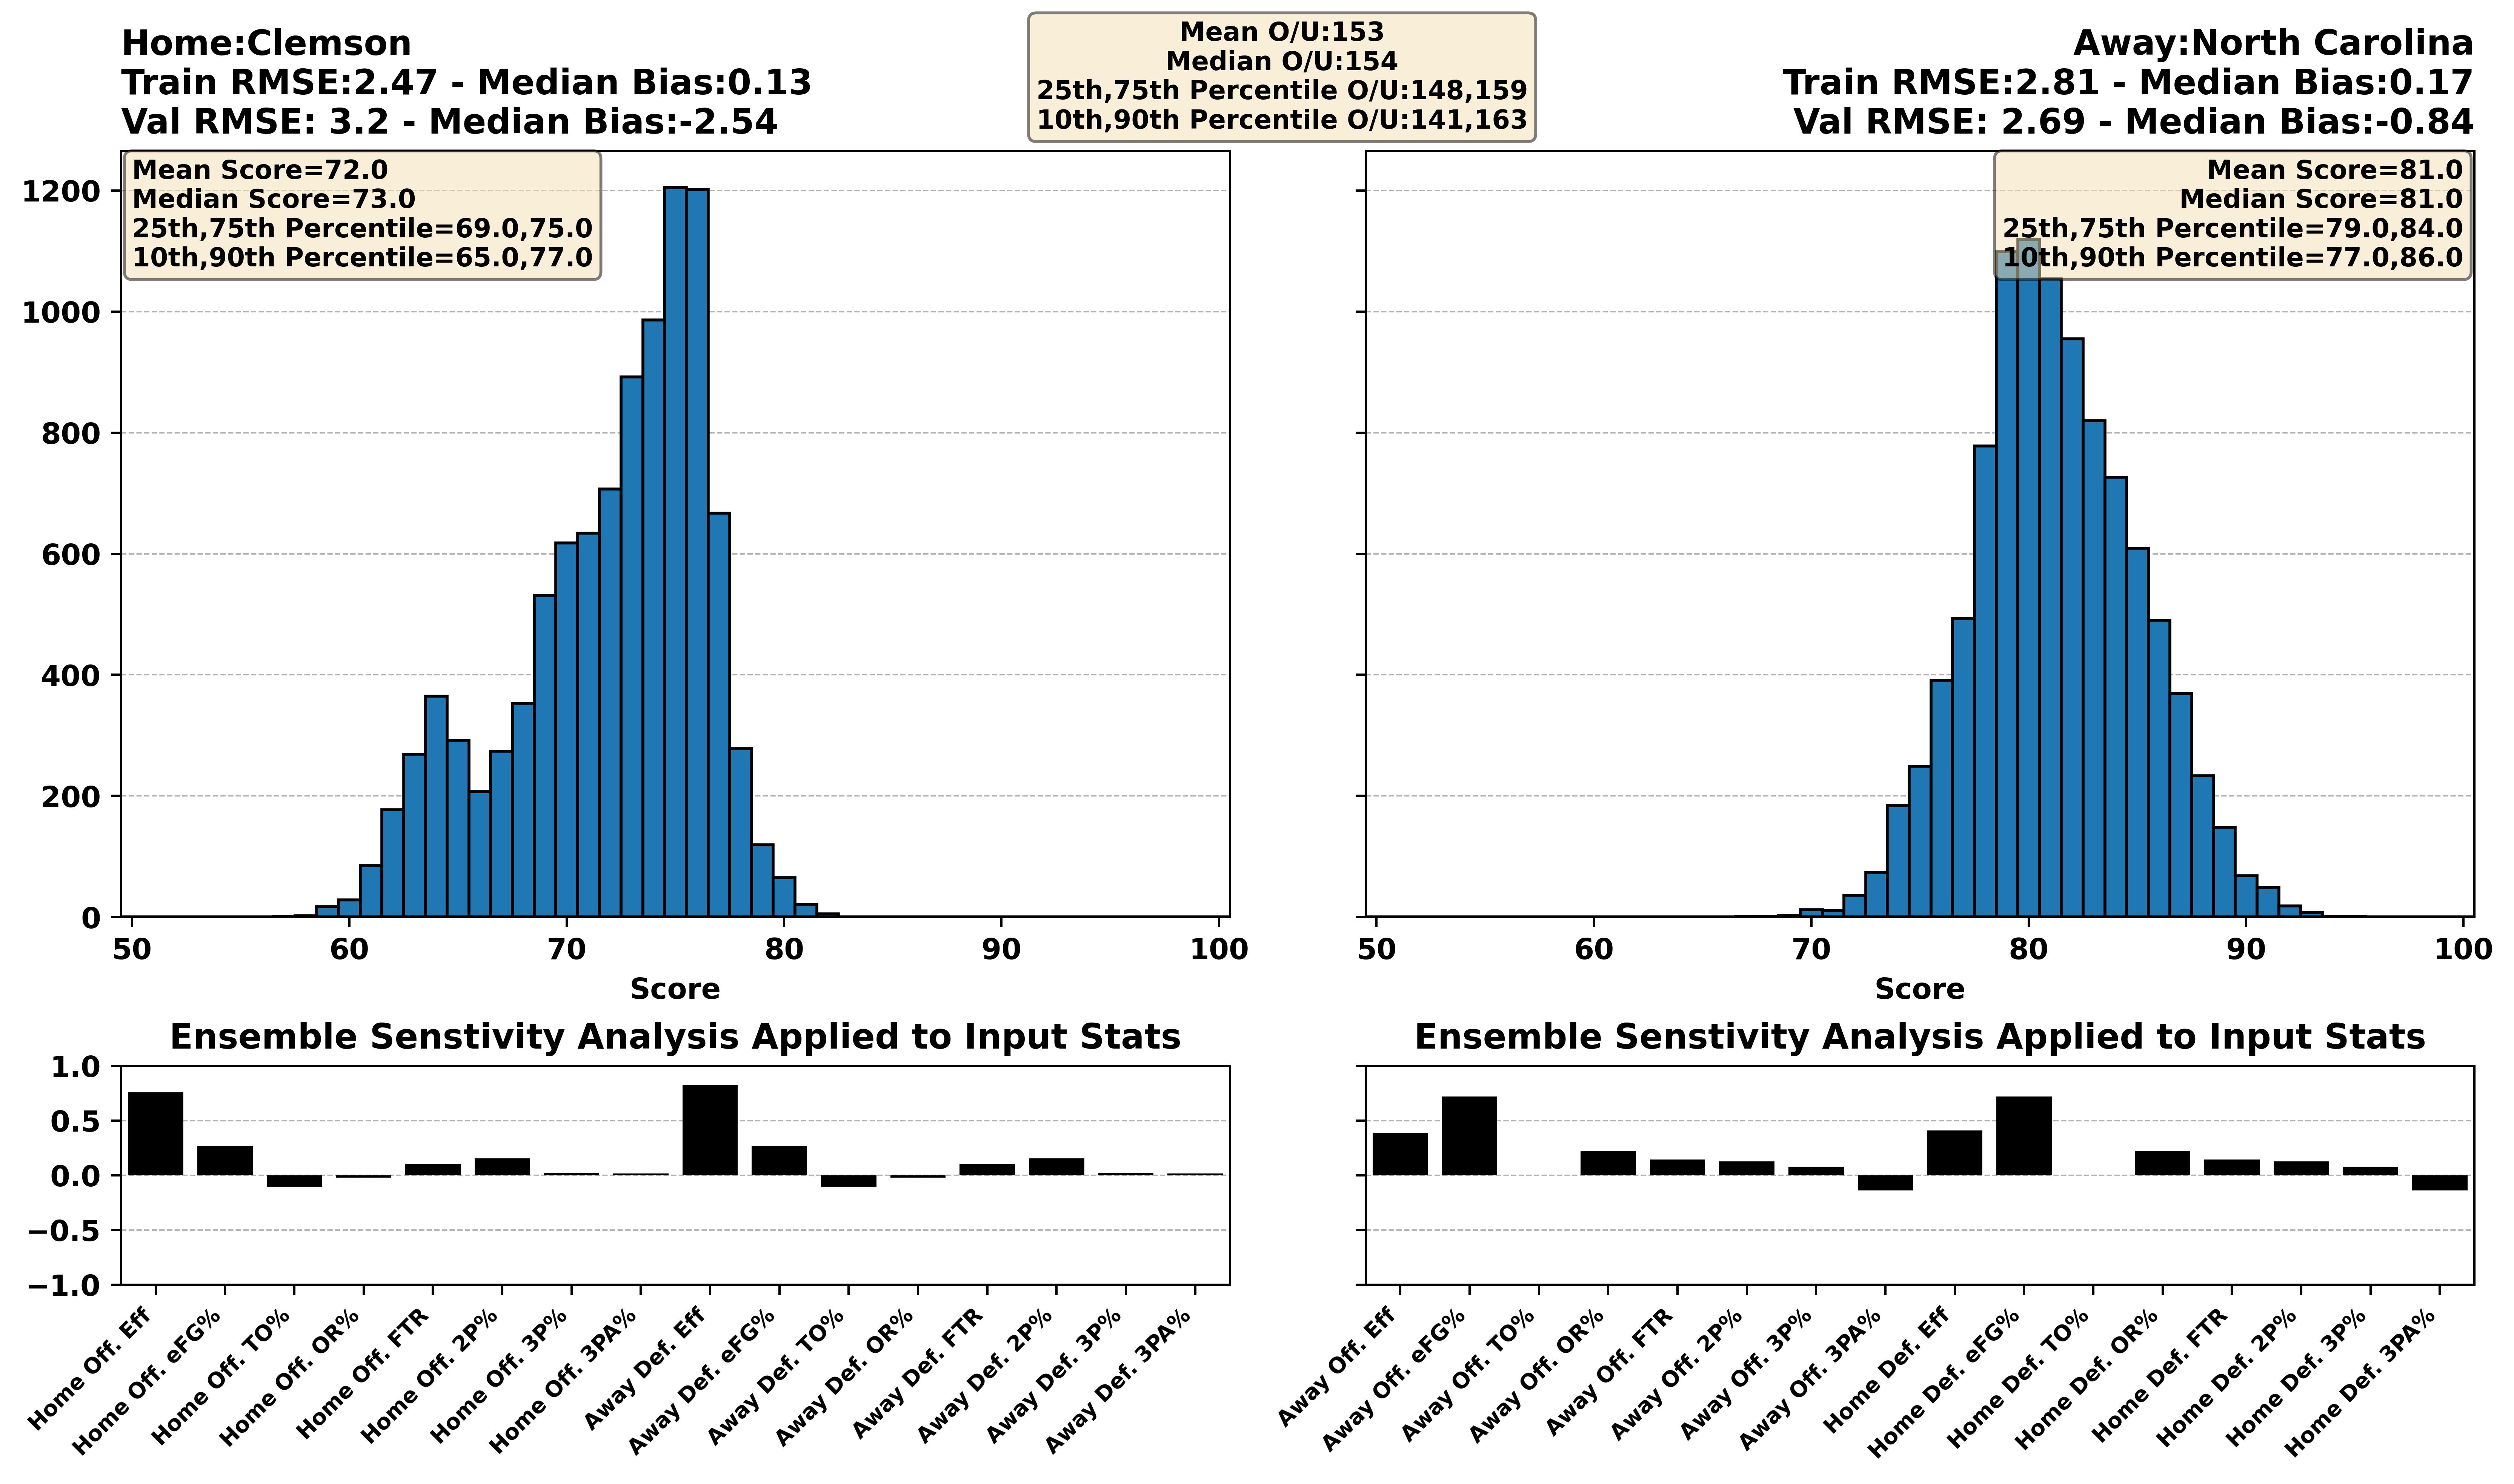 Mean O/U:153
Median O/U:154
25th,75th Percentile O/U:148,159
10th,90th Percentile O/U:141,163
Home:Clemson
Train RMSE:2.47 - Median Bias:0.13
Val RMSE: 3.2 - Median Bias:-2.54
Away:North Carolina
Train RMSE:2.81 - Median Bias:0.17
Val RMSE: 2.69 - Median Bias:-0.84
Mean Score=72.0
Median Score=73.0
25th,75th Percentile=69.0,75.0
10th,90th Percentile=65.0,77.0
1200
1000
800
600
400
200
0
50 60 70 80 90 100
Score
Mean Score=81.0
Median Score=81.0
25th,75th Percentile=79.0,84.0
10th,90th Percentile=77.0,86.0
50 60 70 80 90 100
Score
Ensemble Senstivity Analysis Applied to Input Stats
1.0
0.5
0.0
−0.5
−1.0
Home Off. Eff
Home Off. eFG%
Home Off. TO%
Home Off. OR%
Home Off. FTR
Home Off. 2P%
Home Off. 3P%
Home Off. 3PA%
Away Def. Eff
Away Def. eFG%
Away Def. TO%
Away Def. OR%
Away Def. FTR
Away Def. 2P%
Away Def. 3P%
Away Def. 3PA%
Ensemble Senstivity Analysis Applied to Input Stats
Away Off. Eff
Away Off. eFG%
Away Off. TO%
Away Off. OR%
Away Off. FTR
Away Off. 2P%
Away Off. 3P%
Away Off. 3PA%
Home Def. Eff
Home Def. eFG%
Home Def. TO%
Home Def. OR%
Home Def. FTR
Home Def. 2P%
Home Def. 3P%
Home Def. 3PA%